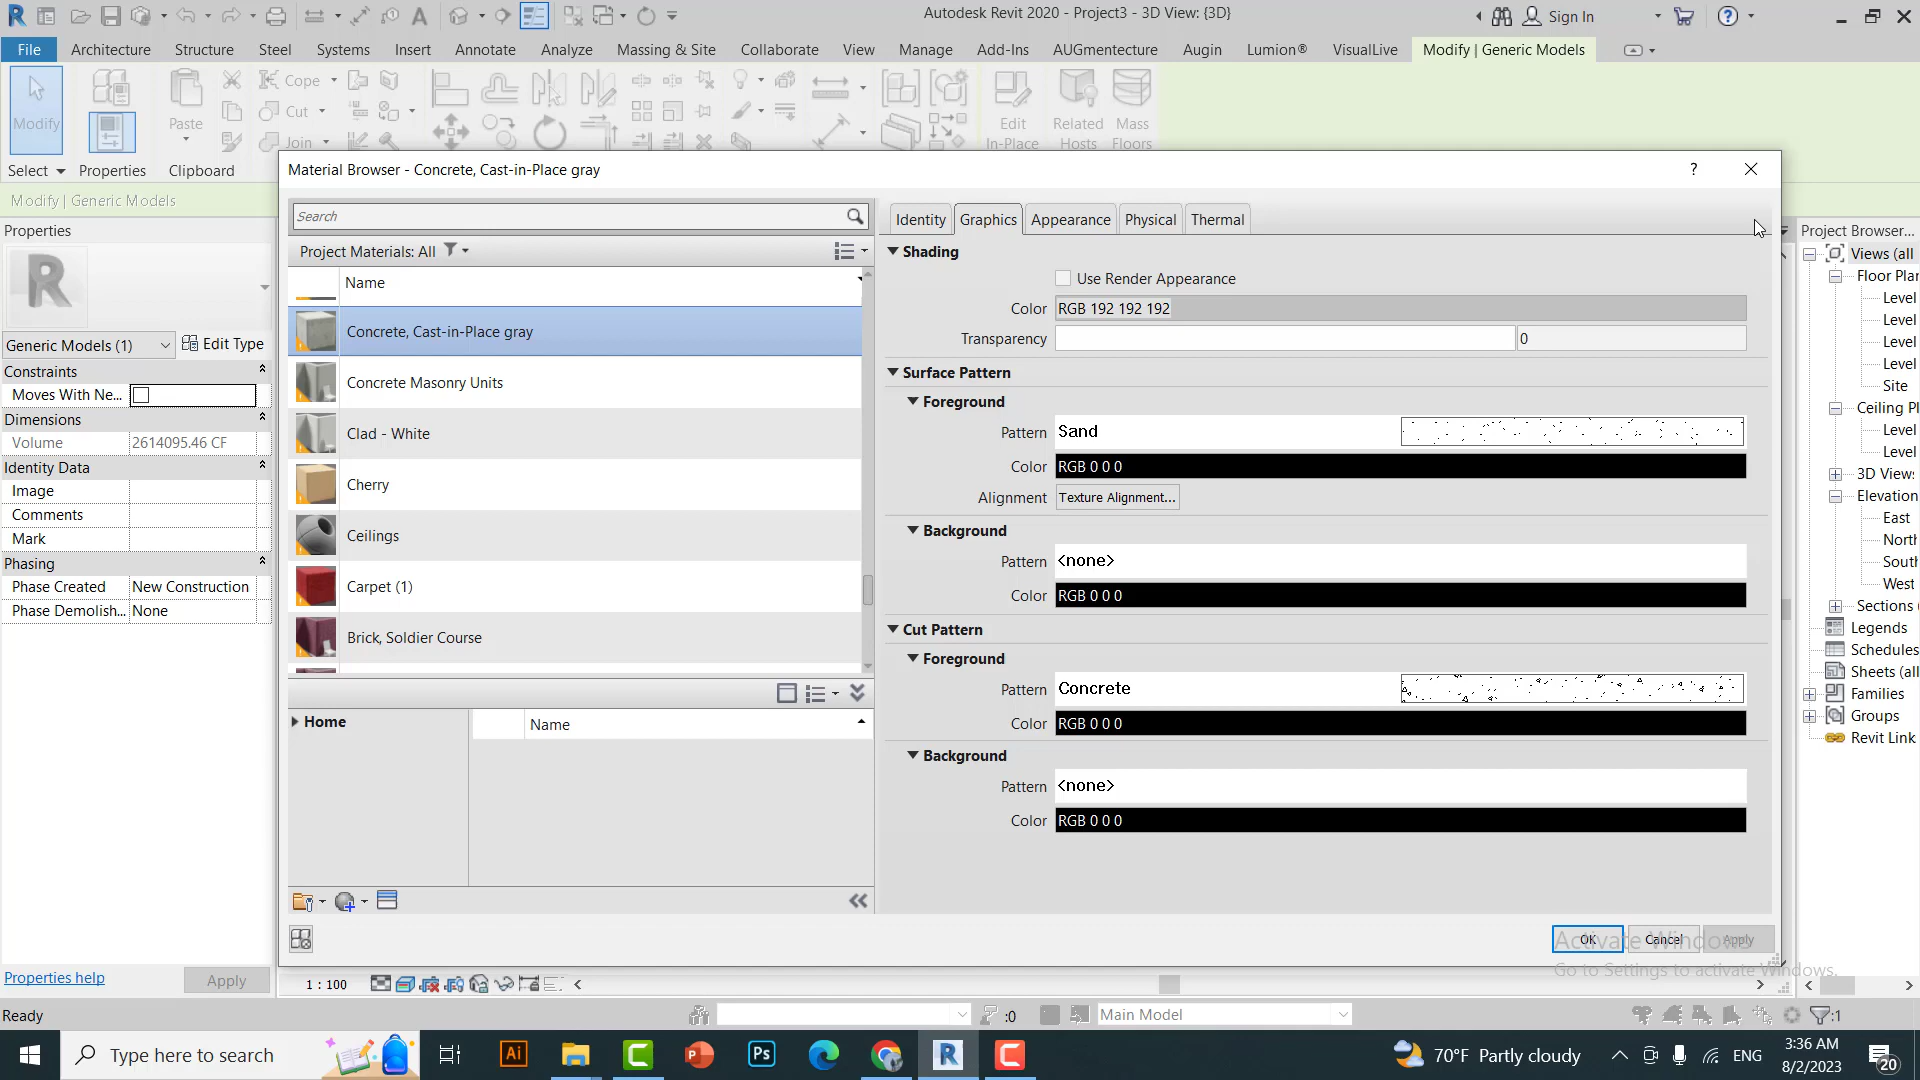 Autodesk Revit 2020 - Project3 - 3D View: {3D}
Sign In
File Architecture Structure Steel Systems Insert Annotate Analyze Massing & Site Collaborate View Manage Add-Ins AUGmentecture Augin Lumion® VisualLive Modify | Generic Models
Modify
Paste
Cope
Cut
Join
Edit
In-Place
Related
Hosts
Mass
Floors
Select
Properties
Clipboard
Modify | Generic Models
Properties
Generic Models (1)
Edit Type
Constraints
Moves With Ne...
Dimensions
Volume 2614095.46 CF
Identity Data
Image
Comments
Mark
Phasing
Phase Created New Construction
Phase Demolish... None
Properties help
Apply
Material Browser - Concrete, Cast-in-Place gray
?
Search
Project Materials: All
Name
Concrete, Cast-in-Place gray
Concrete Masonry Units
Clad - White
Cherry
Ceilings
Carpet (1)
Brick, Soldier Course
Home
Name
Identity Graphics Appearance Physical Thermal
Shading
Use Render Appearance
Color RGB 192 192 192
Transparency 0
Surface Pattern
Foreground
Pattern Sand
Color RGB 0 0 0
Alignment Texture Alignment...
Background
Pattern <none>
Color RGB 0 0 0
Cut Pattern
Foreground
Pattern Concrete
Color RGB 0 0 0
Background
Pattern <none>
Color RGB 0 0 0
OK Cancel Apply
Activate Windows
Go to Settings to activate Windows.
Project Browser...
Views (all
Floor Plan
Level
Level
Level
Level
Site
Ceiling Pl
Level
Level
3D Views
Elevation
East
North
South
West
Sections (
Legends
Schedules
Sheets (all
Families
Groups
Revit Link
1 : 100
Ready
:0
Main Model
:1
Type here to search
70°F Partly cloudy
ENG
3:36 AM
8/2/2023
20